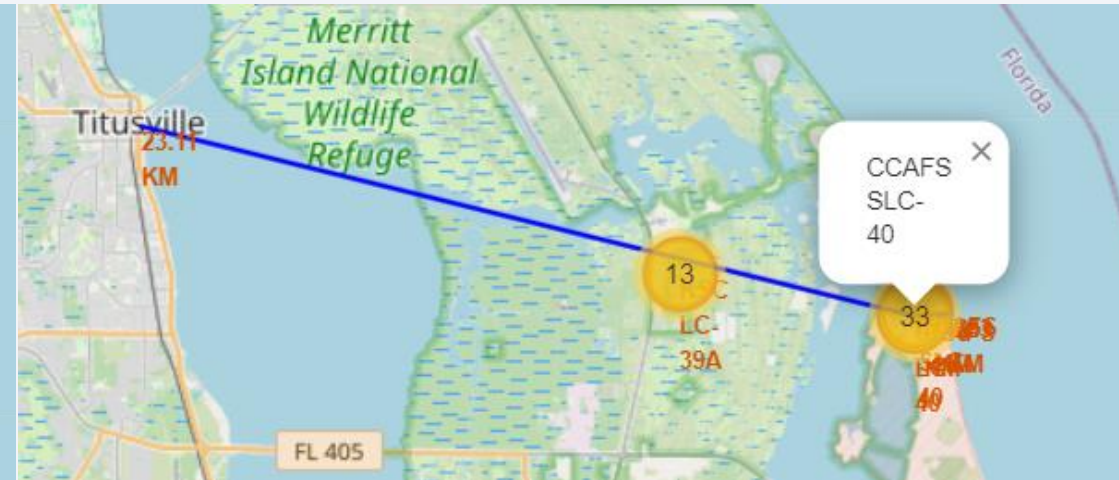 Merritt
Island National
Wildlife
Refuge
Florida
Titusville
23.11
KM
CCAFS
SLC-
40
×
13
LC-
39A
33
40
FL 405